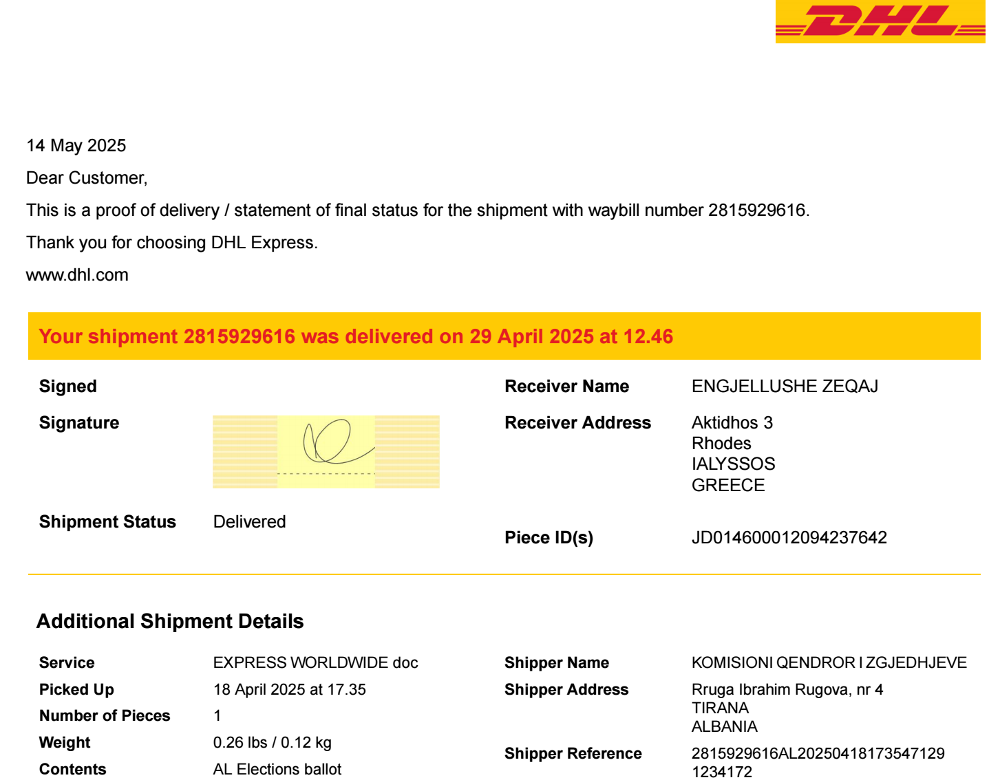 DHL
14 May 2025
Dear Customer,
This is a proof of delivery / statement of final status for the shipment with waybill number 2815929616.
Thank you for choosing DHL Express.
www.dhl.com
Your shipment 2815929616 was delivered on 29 April 2025 at 12.46
Signed
Receiver Name ENGJELLUSHE ZEQAJ
Signature
Receiver Address Aktidhos 3
Rhodes
IALYSSOS
GREECE
Shipment Status Delivered
Piece ID(s) JD014600012094237642
Additional Shipment Details
Service EXPRESS WORLDWIDE doc
Shipper Name KOMISIONI QENDROR I ZGJEDHJEVE
Picked Up 18 April 2025 at 17.35
Shipper Address Rruga Ibrahim Rugova, nr 4
TIRANA
ALBANIA
Number of Pieces 1
Weight 0.26 lbs / 0.12 kg
Shipper Reference 2815929616AL20250418173547129
1234172
Contents AL Elections ballot